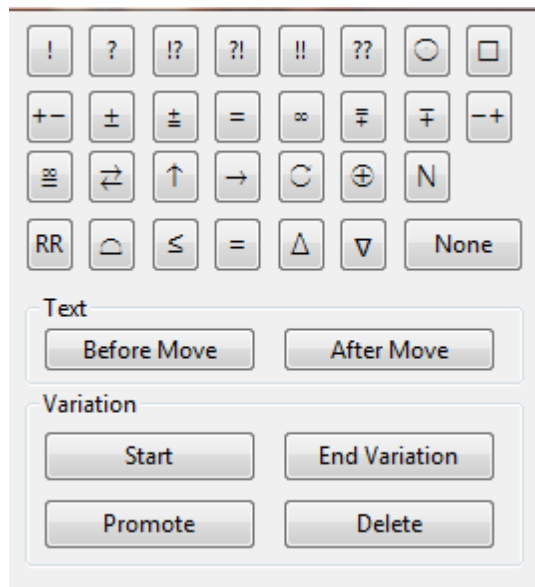 ! ? !? ?! !! ?? ⨀ □
+− ± ⩲ = ∞ ⩱ ∓ −+
⇄ ↑ → ↻ ⊕ N
RR ⌓ ≤ = Δ ∇ None
Text
Before Move After Move
Variation
Start End Variation
Promote Delete